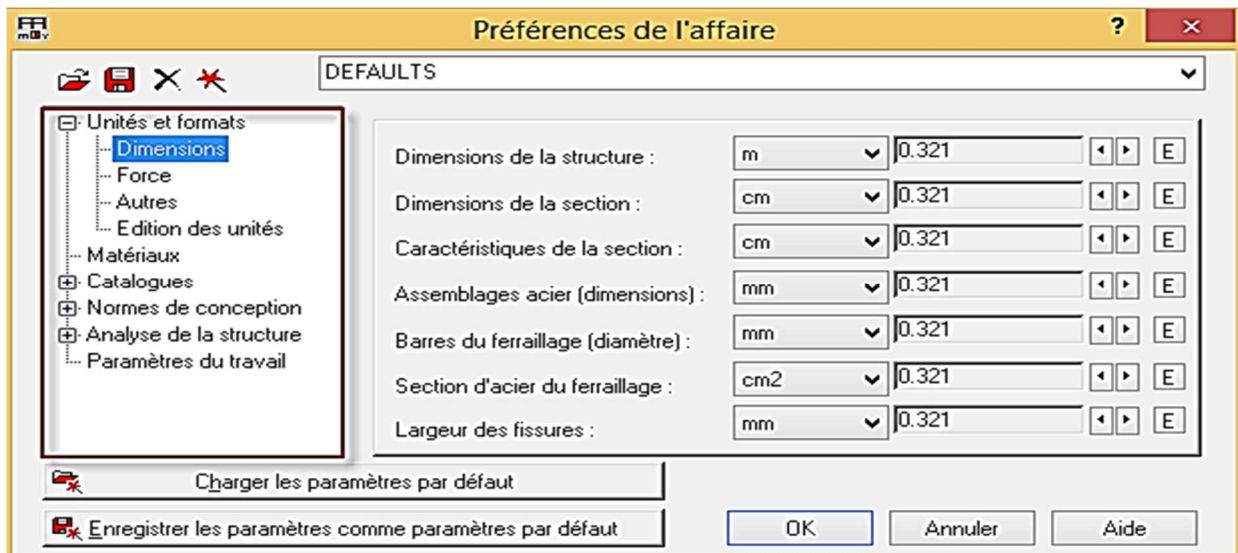 Préférences de l'affaire
?
DEFAULTS
Unités et formats
Dimensions
Force
Autres
Edition des unités
Matériaux
Catalogues
Normes de conception
Analyse de la structure
Paramètres du travail
Dimensions de la structure : m 0.321 E
Dimensions de la section : cm 0.321 E
Caractéristiques de la section : cm 0.321 E
Assemblages acier (dimensions) : mm 0.321 E
Barres du ferraillage (diamètre) : mm 0.321 E
Section d'acier du ferraillage : cm2 0.321 E
Largeur des fissures : mm 0.321 E
Charger les paramètres par défaut
Enregistrer les paramètres comme paramètres par défaut
OK Annuler Aide